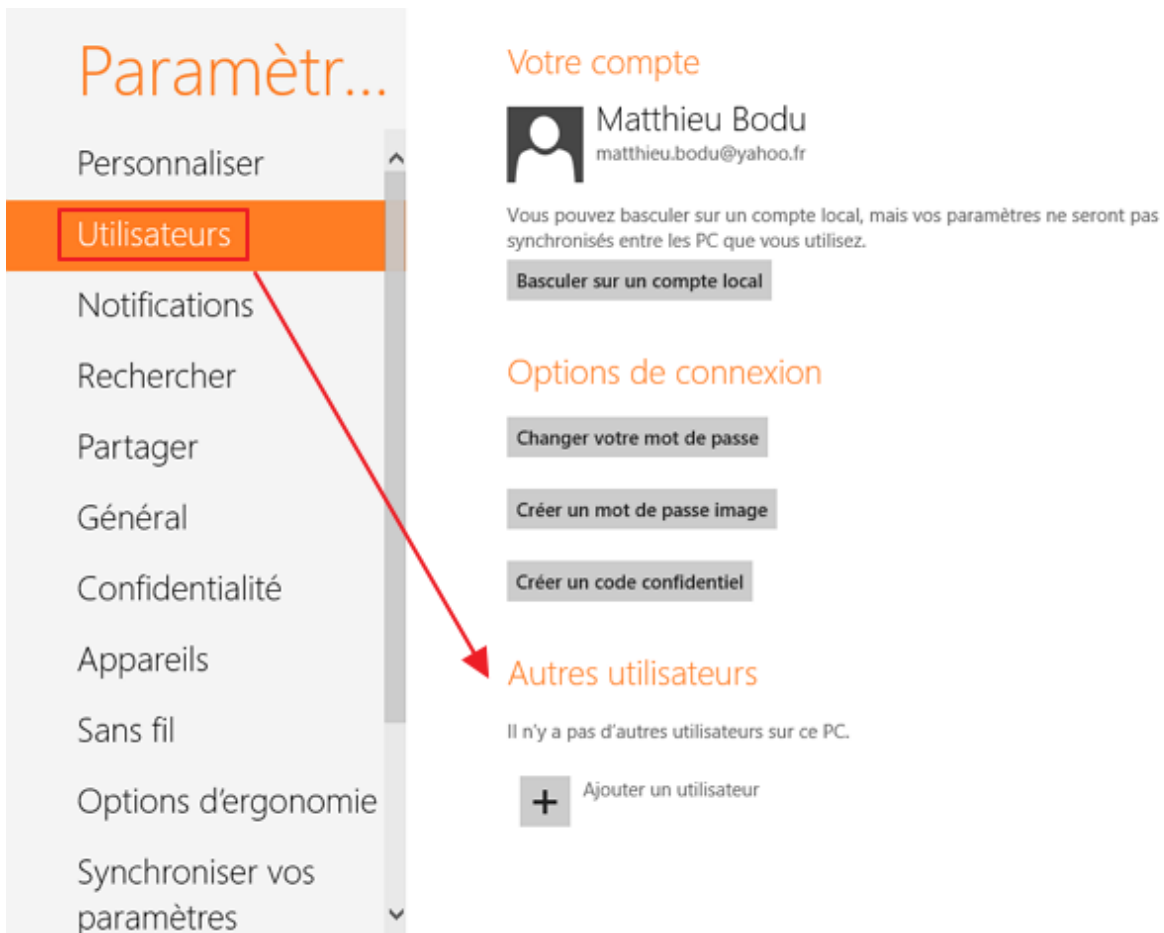 Paramètr...
Personnaliser
Utilisateurs
Notifications
Rechercher
Partager
Général
Confidentialité
Appareils
Sans fil
Options d'ergonomie
Synchroniser vos
paramètres
Votre compte
Matthieu Bodu
matthieu.bodu@yahoo.fr
Vous pouvez basculer sur un compte local, mais vos paramètres ne seront pas
synchronisés entre les PC que vous utilisez.
Basculer sur un compte local
Options de connexion
Changer votre mot de passe
Créer un mot de passe image
Créer un code confidentiel
Autres utilisateurs
Il n'y a pas d'autres utilisateurs sur ce PC.
Ajouter un utilisateur